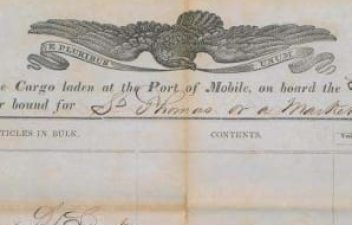 E PLURIBUS UNUM
e Cargo laden at the Port of Mobile, on board the
r bound for St Thomas or a Market
TICLES IN BULK. CONTENTS.